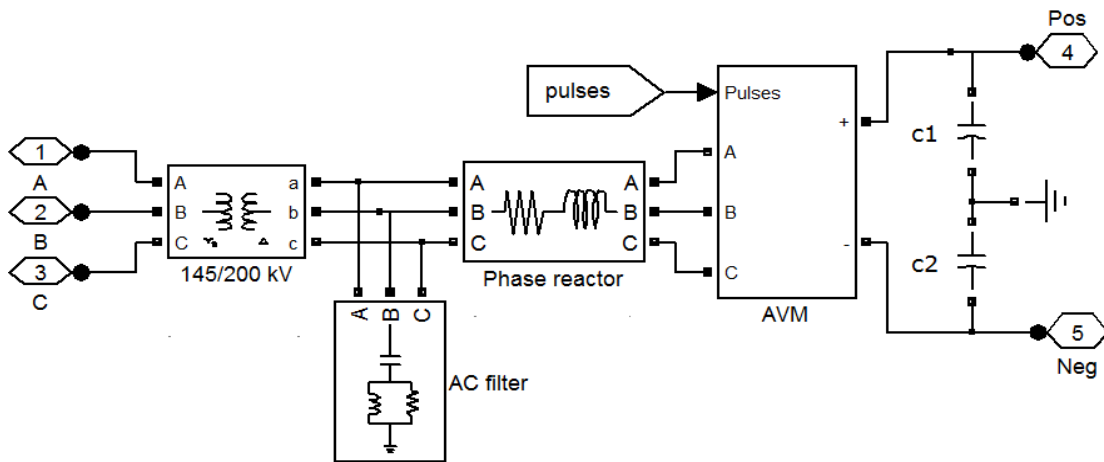 Pos
4
pulses
Pulses
+
c1
1
A
A
a
A
A
A
2
B
b
B
B
B
B
3
C
c
C
C
C
-
c2
C
145/200 kV
Phase reactor
AVM
5
Neg
A
B
C
AC filter